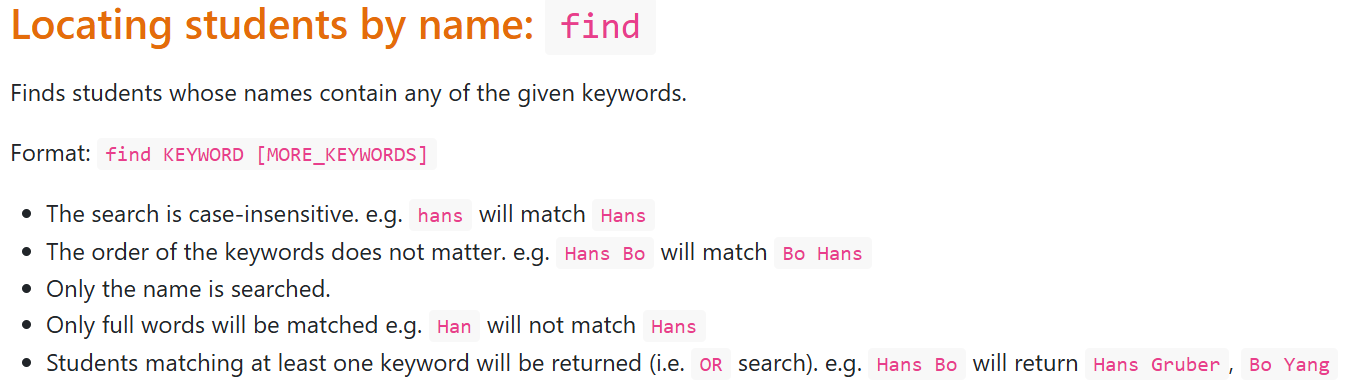 Locating students by name: find
Finds students whose names contain any of the given keywords.
Format: find KEYWORD [MORE_KEYWORDS]
• The search is case-insensitive. e.g. hans will match Hans
• The order of the keywords does not matter. e.g. Hans Bo will match Bo Hans
• Only the name is searched.
• Only full words will be matched e.g. Han will not match Hans
• Students matching at least one keyword will be returned (i.e. OR search). e.g. Hans Bo will return Hans Gruber, Bo Yang